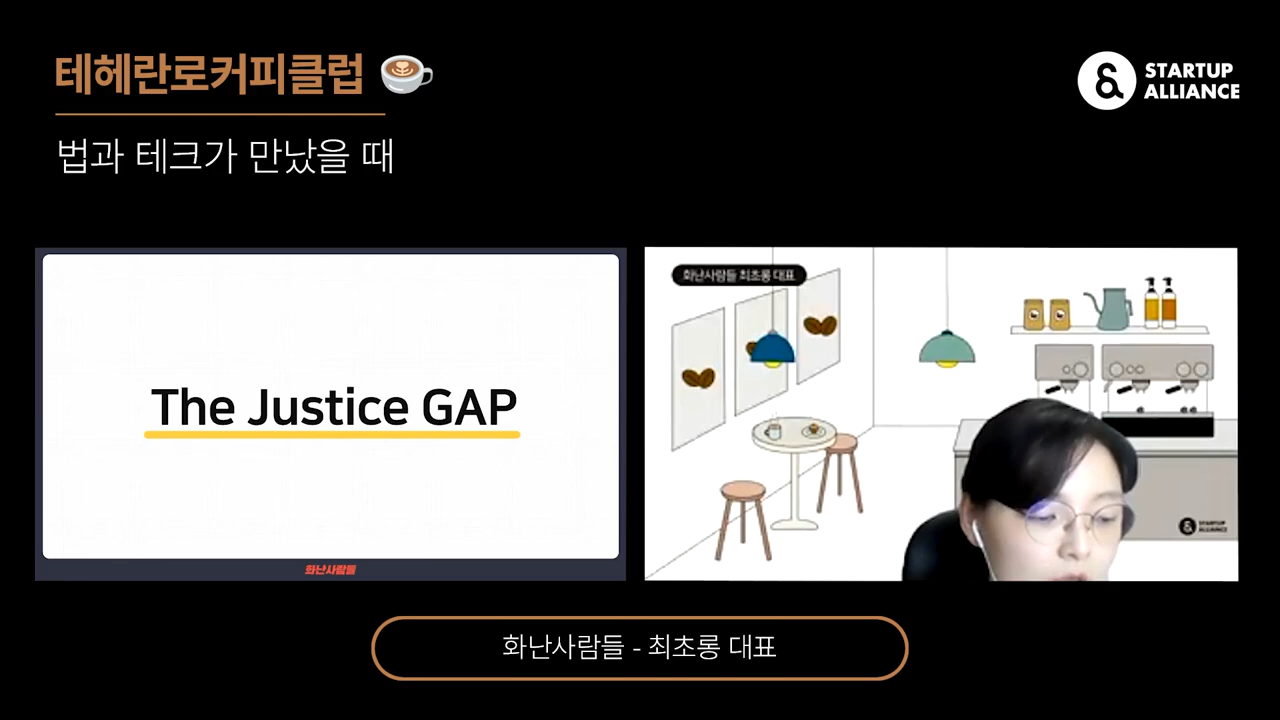 테헤란로커피클럽
STARTUP
ALLIANCE
법과 테크가 만났을 때
The Justice GAP
화난사람들
화난사람들 최초롱 대표
STARTUP
ALLIANCE
화난사람들 - 최초롱 대표